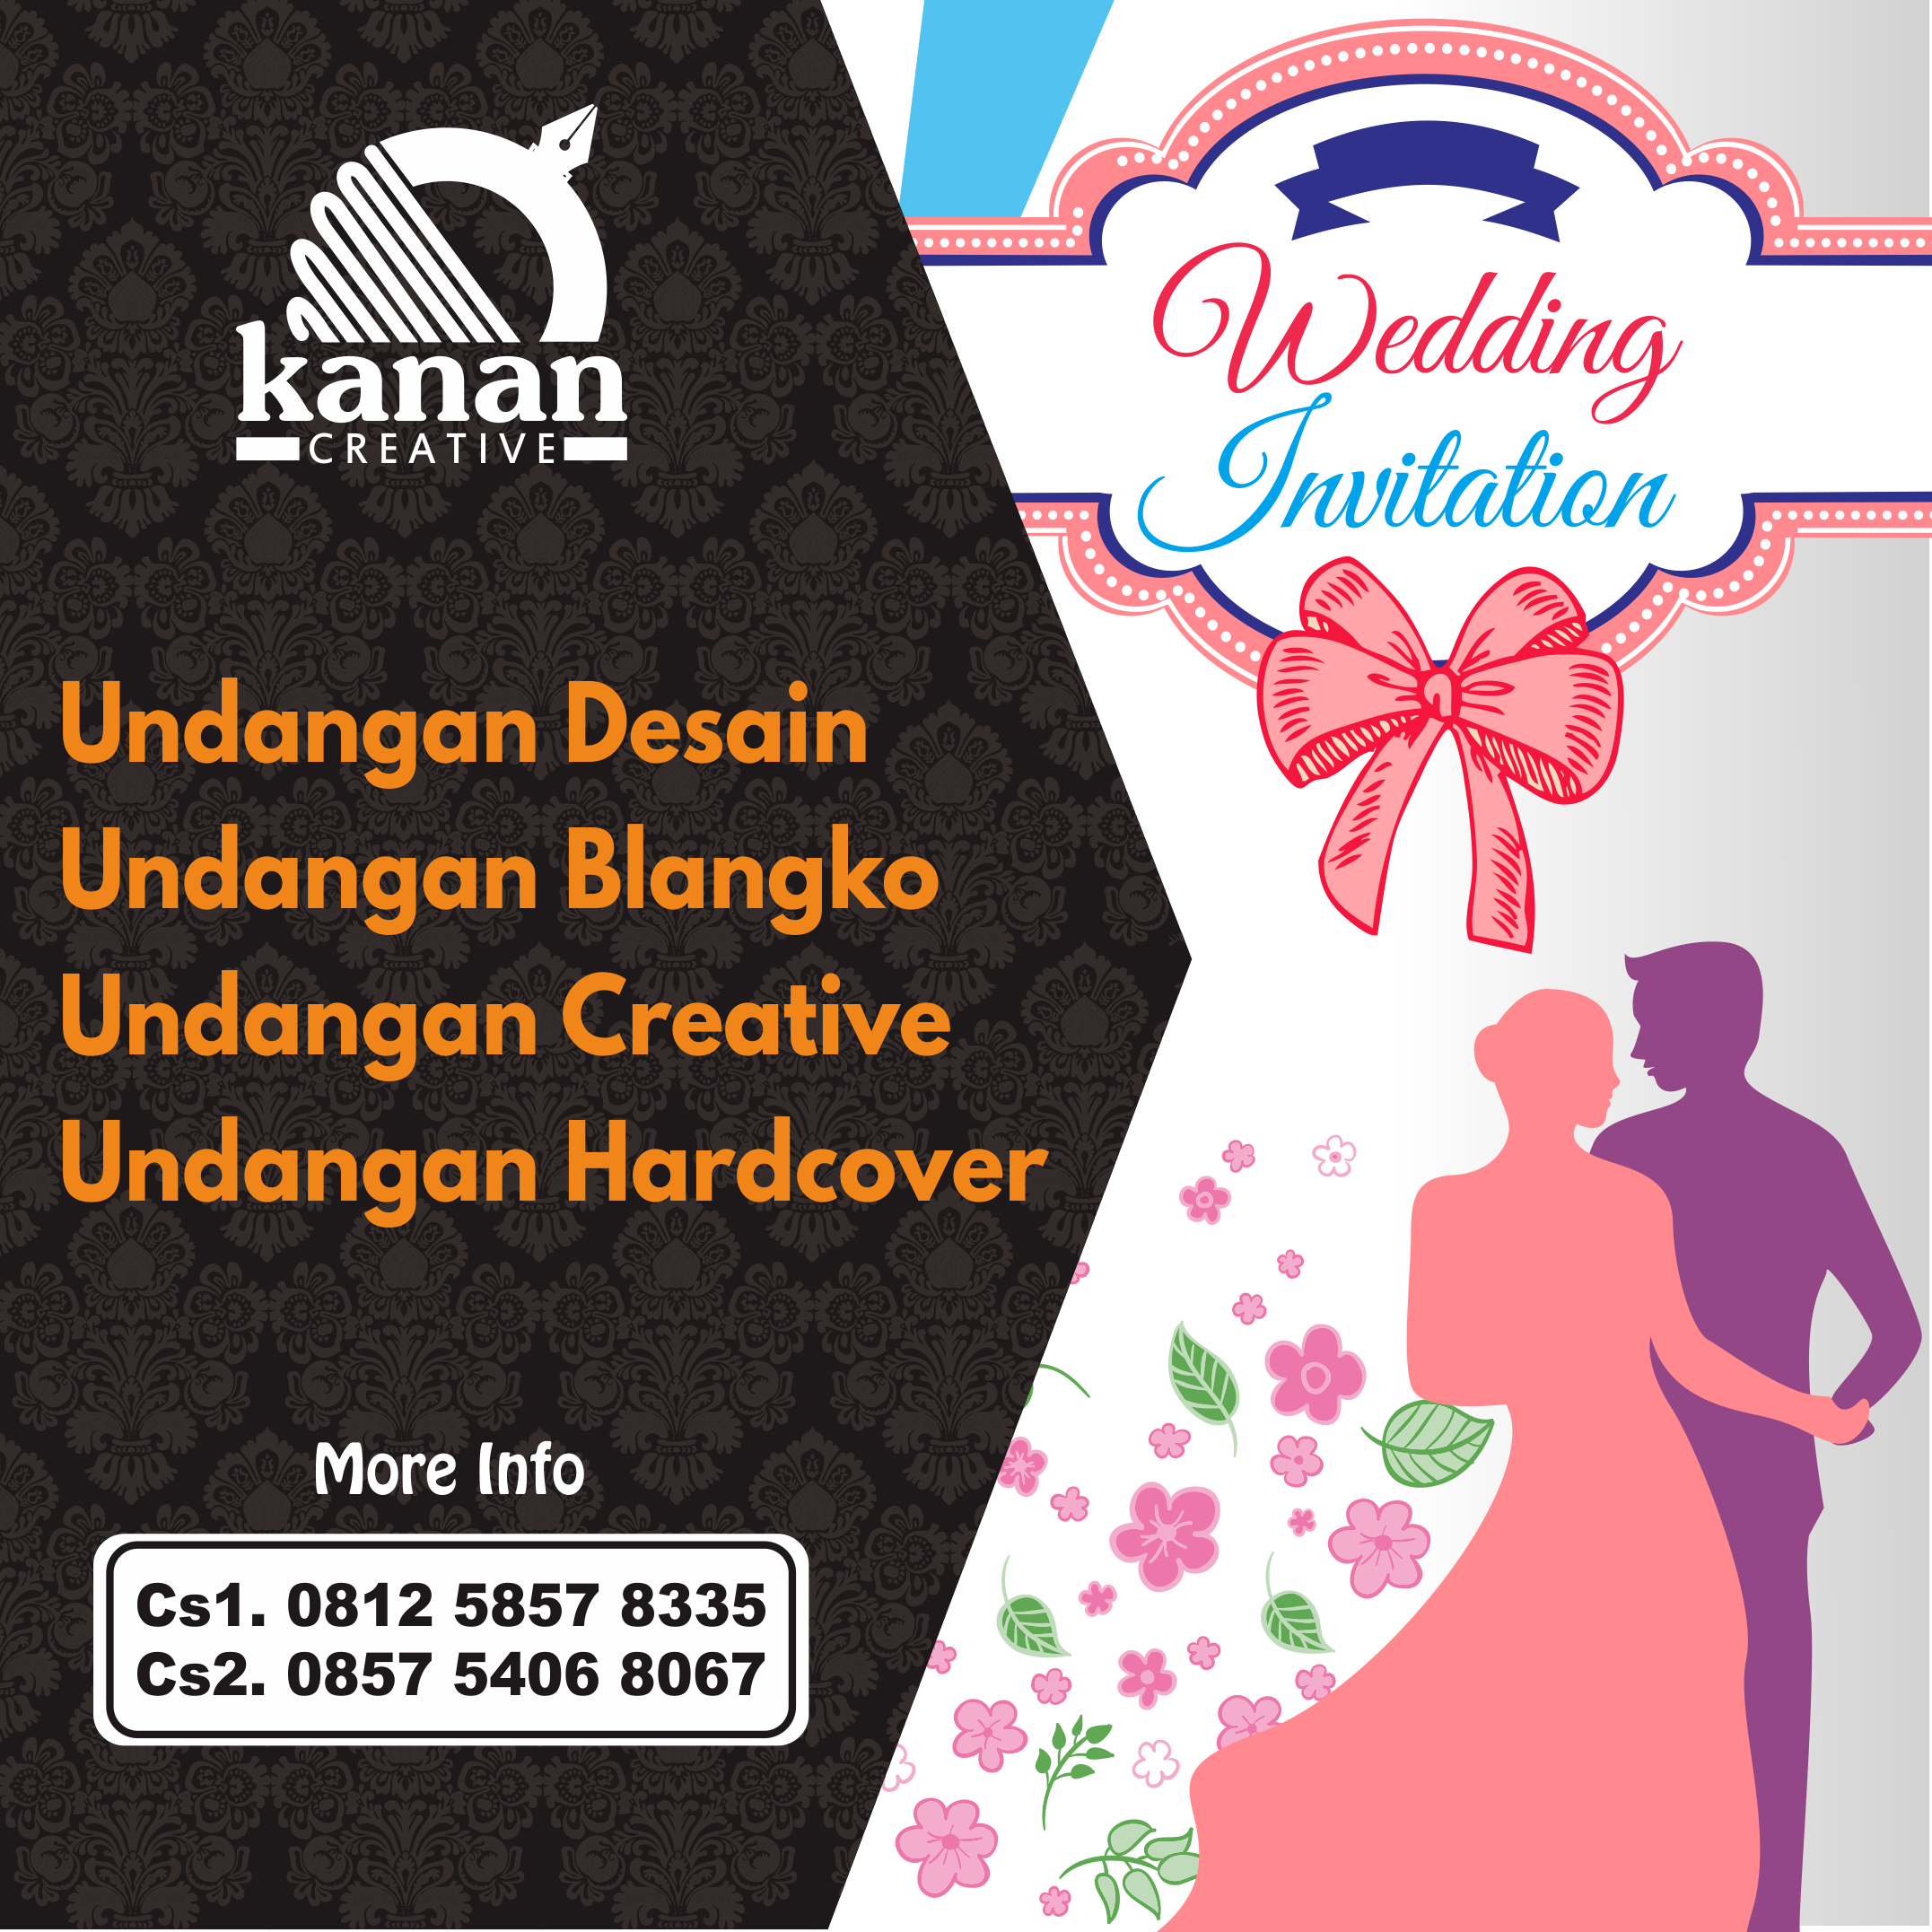 kanan
CREATIVE
Undangan Desain
Undangan Blangko
Undangan Creative
Undangan Hardcover
More Info
Cs1. 0812 5857 8335
Cs2. 0857 5406 8067
Wedding
Invitation